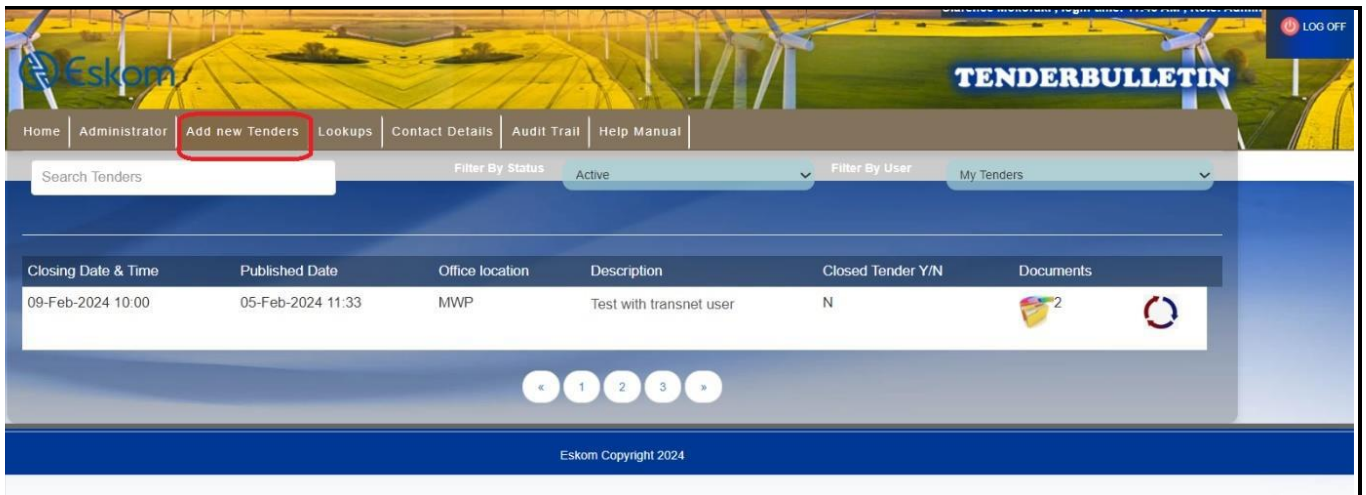 LOG OFF
Eskom
TENDERBULLETIN
Home Administrator Add new Tenders Lookups Contact Details Audit Trail Help Manual
Search Tenders Filter By Status Active Filter By User My Tenders
Closing Date & Time Published Date Office location Description Closed Tender Y/N Documents
09-Feb-2024 10:00 05-Feb-2024 11:33 MWP Test with transnet user N 2
« 1 2 3 »
Eskom Copyright 2024